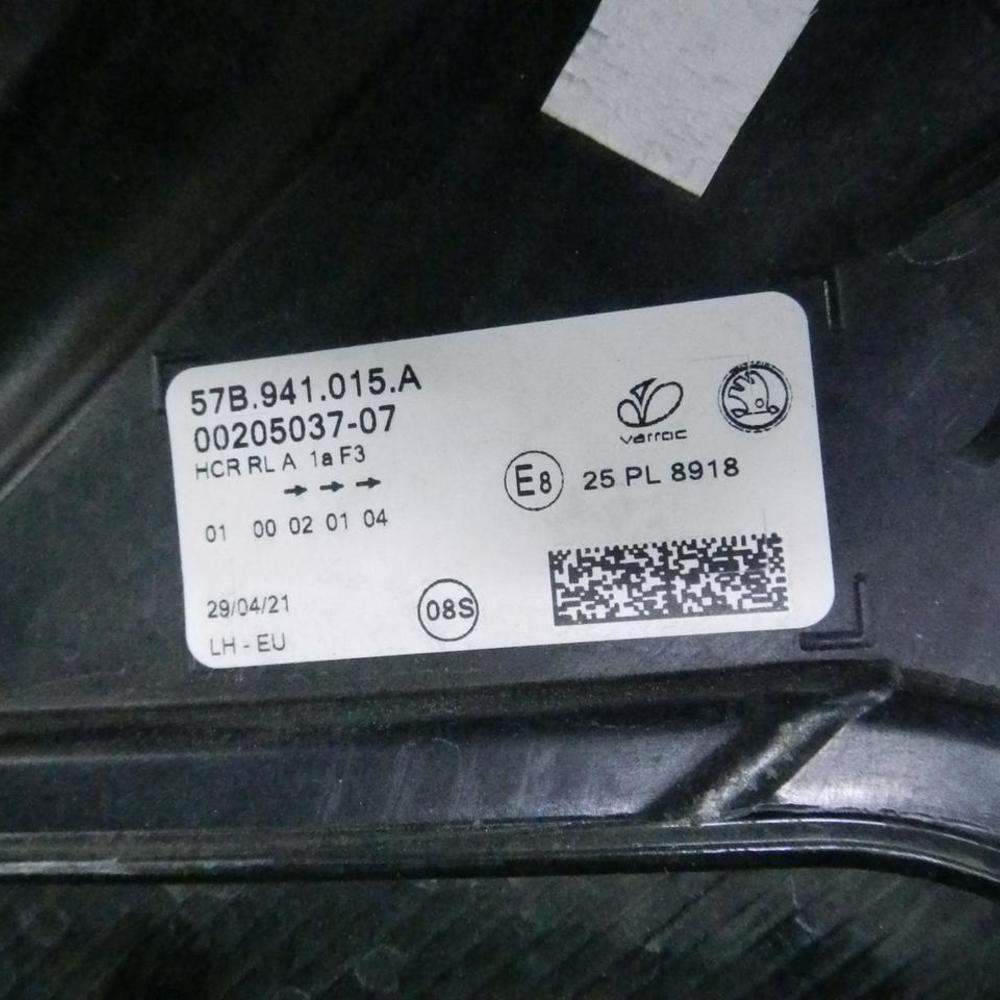 57B.941.015.A
00205037-07
HCR RL A 1a F3
→ → →
01 00 02 01 04
29/04/21
LH - EU
08S
varroc
E8 25 PL 8918